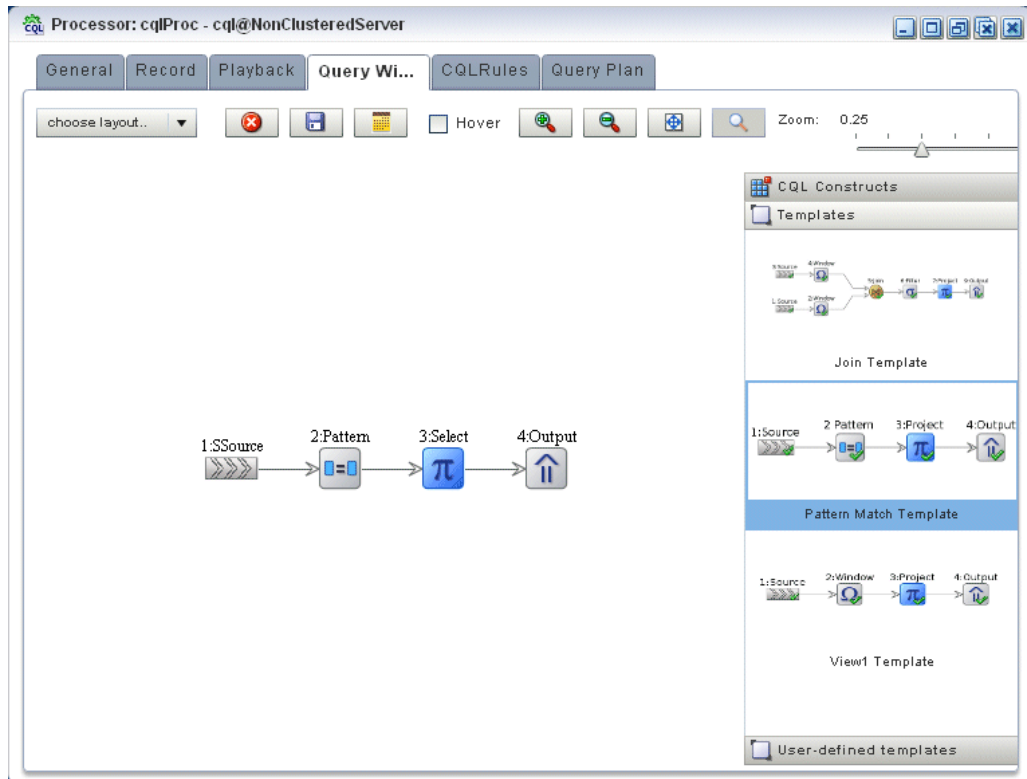 Processor: cqlProc - cql@NonClusteredServer
General Record Playback Query Wi... CQLRules Query Plan
choose layout.. Hover Zoom: 0.25
CQL Constructs
Templates
Join Template
1:SSource 2:Pattern 3:Select 4:Output
1:Source 2 Pattern 3:Project 4:Output
Pattern Match Template
1:Source 2:Window 3:Project 4:Output
View1 Template
User-defined templates